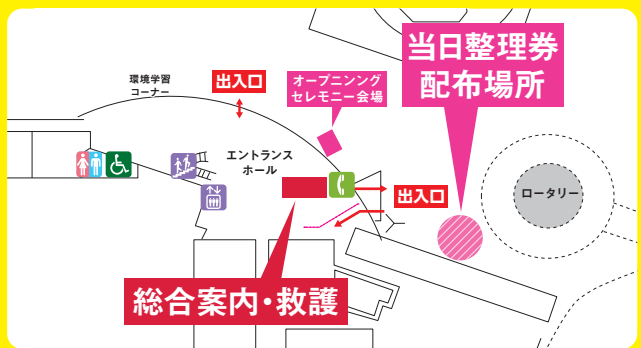 当日整理券
配布場所
環境学習
コーナー
出入口
オープンニング
セレモニー会場
エントランス
ホール
出入口
ロータリー
総合案内・救護